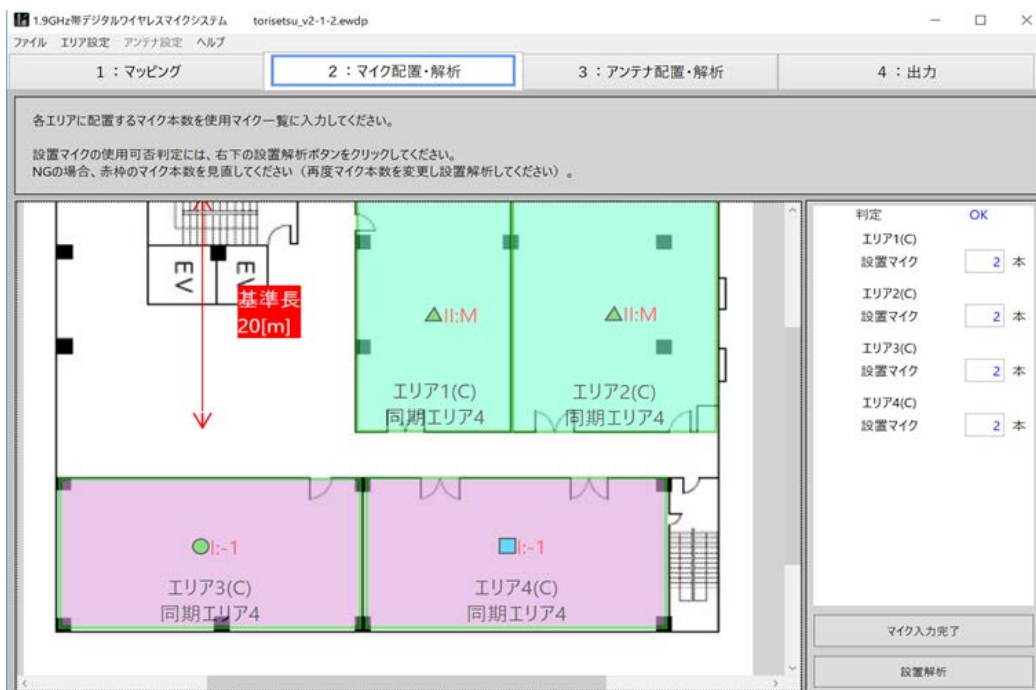 1.9GHz帯デジタルワイヤレスマイクシステム torisetsu_v2-1-2.ewdp
ファイル エリア設定 アンテナ設定 ヘルプ
1：マッピング
2：マイク配置・解析
3：アンテナ配置・解析
4：出力
各エリアに配置するマイク本数を使用マイク一覧に入力してください。
設置マイクの使用可否判定には、右下の設置解析ボタンをクリックしてください。
NGの場合、赤枠のマイク本数を見直してください（再度マイク本数を変更し設置解析してください）。
EV
EV
基準長
20[m]
II:M
エリア1(C)
同期エリア4
II:M
エリア2(C)
同期エリア4
I:-1
エリア3(C)
同期エリア4
I:-1
エリア4(C)
同期エリア4
判定 OK
エリア1(C)
設置マイク 2 本
エリア2(C)
設置マイク 2 本
エリア3(C)
設置マイク 2 本
エリア4(C)
設置マイク 2 本
マイク入力完了
設置解析